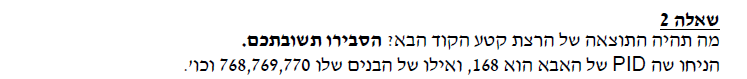 שאלה 2
מה תהיה התוצאה של הרצת קטע הקוד הבא? הסבירו תשובתכם.
הניחו שה PID של האבא הוא 168, ואילו של הבנים שלו 768,769,770 וכו'.